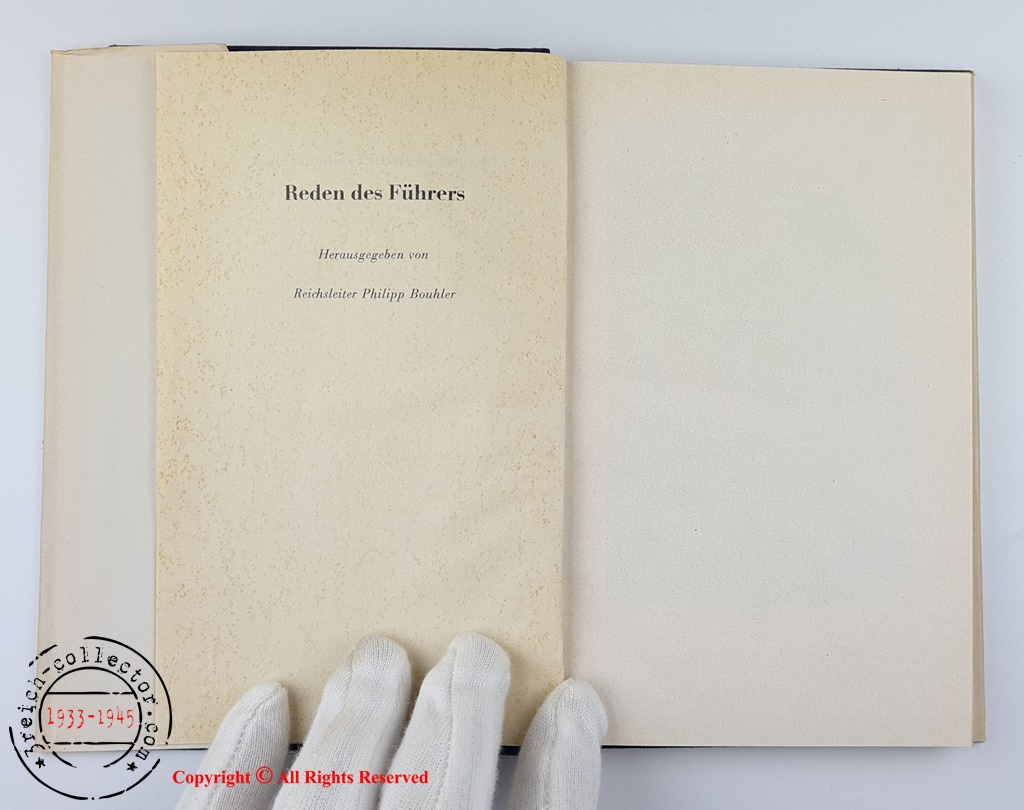 Reden des Führers
Herausgegeben von
Reichsleiter Philipp Bouhler
3reich-collector.com
1933-1945
Copyright © All Rights Reserved